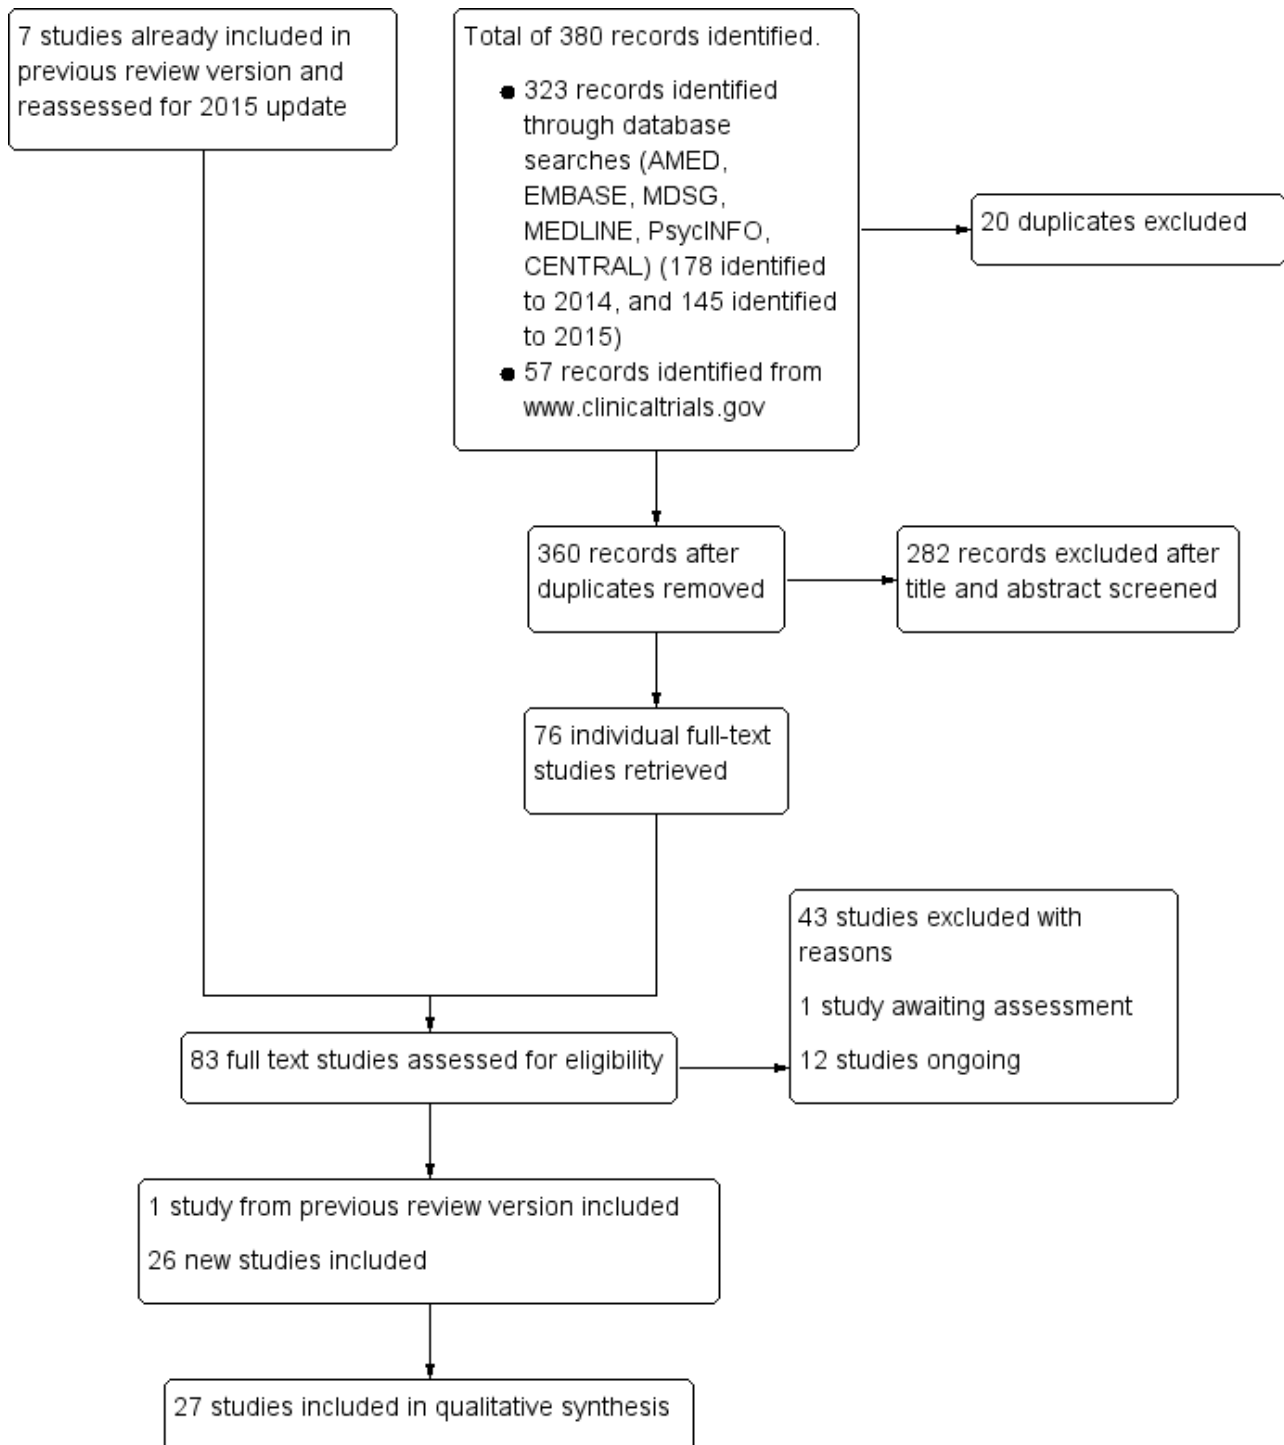 7 studies already included in
previous review version and
reassessed for 2015 update
Total of 380 records identified.
● 323 records identified
through database
searches (AMED,
EMBASE, MDSG,
MEDLINE, PsycINFO,
CENTRAL) (178 identified
to 2014, and 145 identified
to 2015)
● 57 records identified from
www.clinicaltrials.gov
20 duplicates excluded
360 records after
duplicates removed
282 records excluded after
title and abstract screened
76 individual full-text
studies retrieved
43 studies excluded with
reasons
1 study awaiting assessment
12 studies ongoing
83 full text studies assessed for eligibility
1 study from previous review version included
26 new studies included
27 studies included in qualitative synthesis